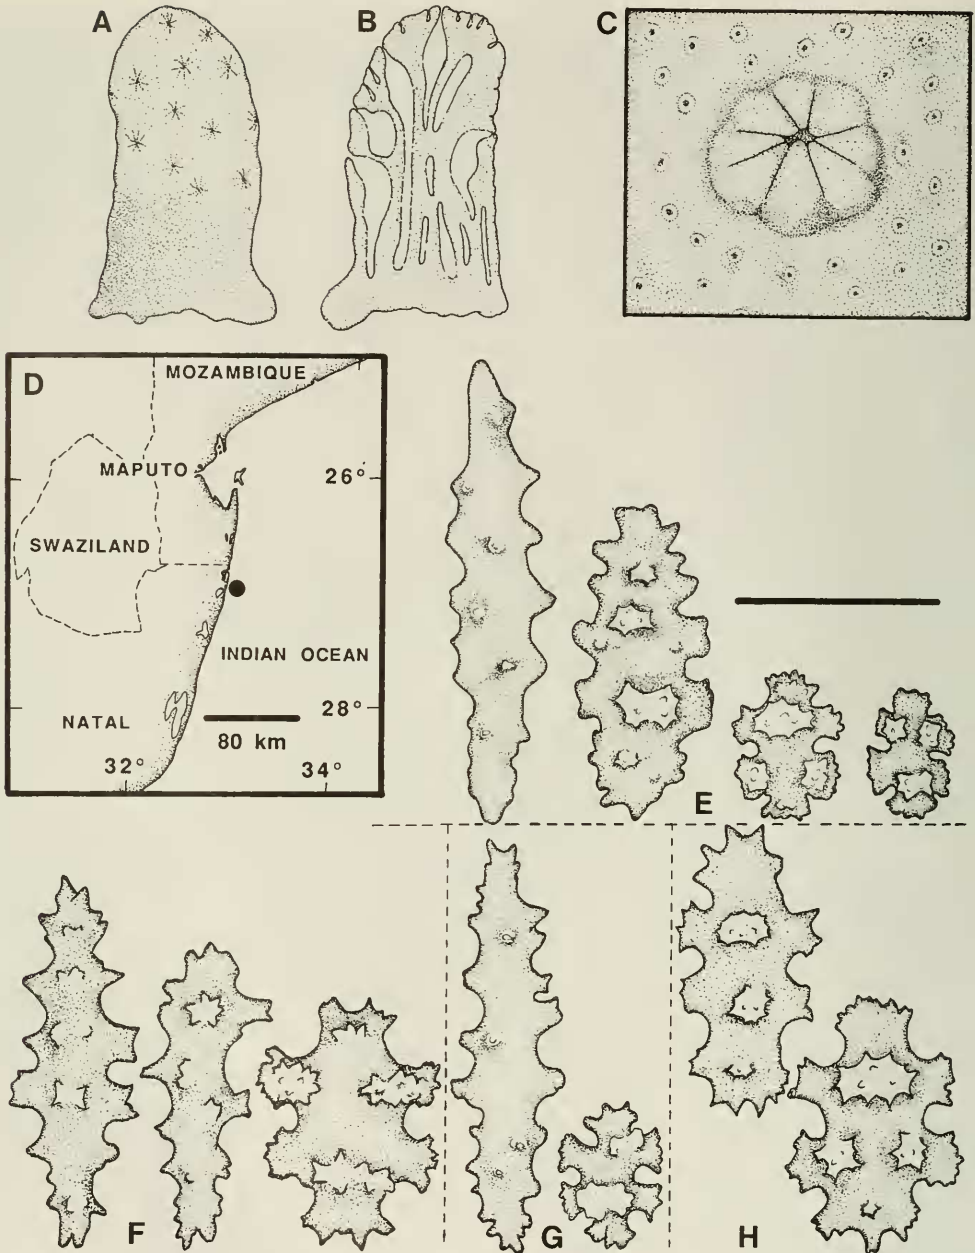 A
B
C
D
MOZAMBIQUE
MAPUTO
26°
SWAZILAND
INDIAN OCEAN
NATAL
28°
80 km
32°
34°
E
F
G
H